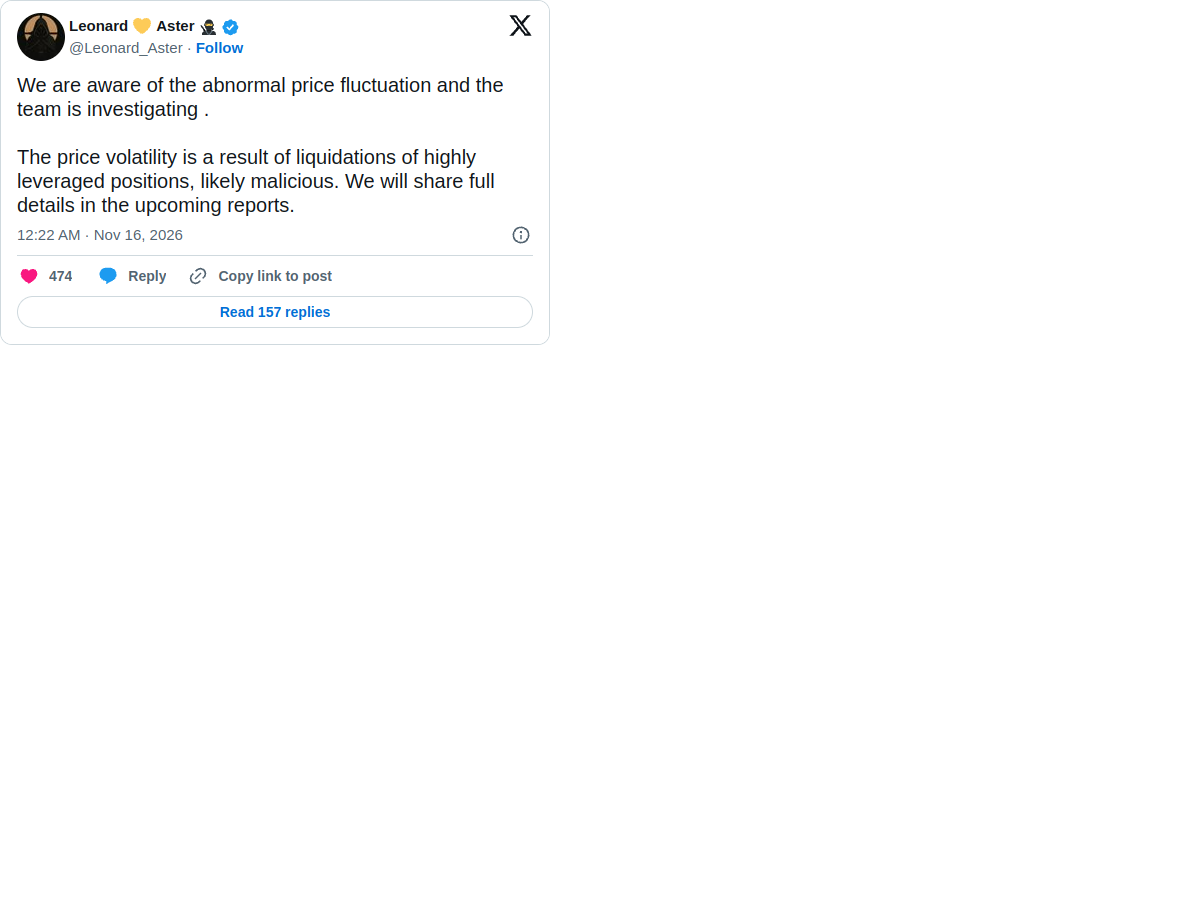 Leonard 💛 Aster 🥷
@Leonard_Aster · Follow
We are aware of the abnormal price fluctuation and the
team is investigating .
The price volatility is a result of liquidations of highly
leveraged positions, likely malicious. We will share full
details in the upcoming reports.
12:22 AM · Nov 16, 2026
474 Reply Copy link to post
Read 157 replies